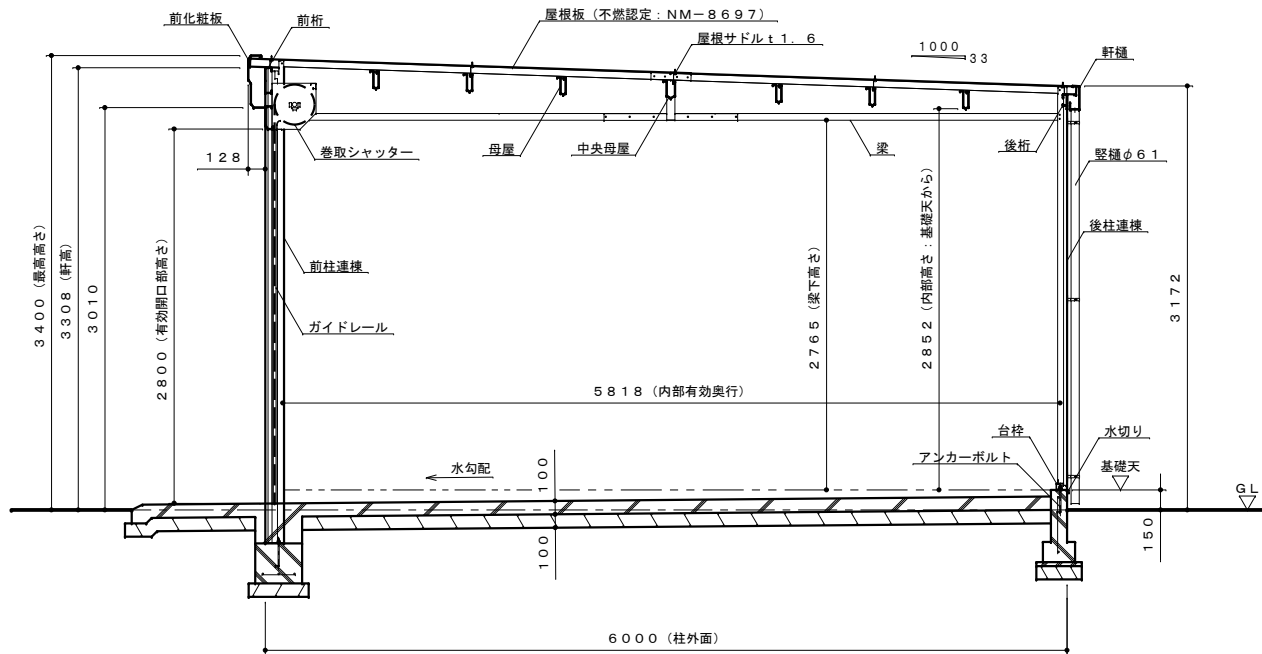 屋根板（不燃認定：ＮＭ－８６９７）
前化粧板
前桁
屋根サドルｔ１．６
１０００
３３
軒樋
巻取シャッター
母屋
中央母屋
梁
後桁
竪樋φ６１
１２８
３４００（最高高さ）
３３０８（軒高）
３０１０
２８００（有効開口部高さ）
前柱連棟
ガイドレール
２７６５（梁下高さ）
２８５２（内部高さ：基礎天から）
後柱連棟
３１７２
５８１８（内部有効奥行）
台枠
水切り
アンカーボルト
基礎天
水勾配
１００
１００
ＧＬ
１５０
６０００（柱外面）